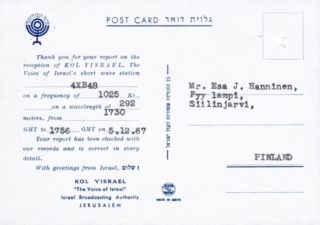 POST CARD גלוית דואר
Thank you for your report on the
reception of KOL YISRAEL, The
Voice of Israel's short wave station
4XB48
on a frequency of 1025 Kc.,
on a wavelength of 292
meters, from 1730
GMT to 1756 GMT on 5.12.67
Your report has been checked with
our records and is correct in every
detail.
With greetings from Israel, שלום !
KOL YISRAEL
"The Voice of Israel"
Israel Broadcasting Authority
JERUSALEM
Mr. Esa J. Hanninen,
Pyy lampi,
Siilinjarvi,
FINLAND
MADE IN ISRAEL